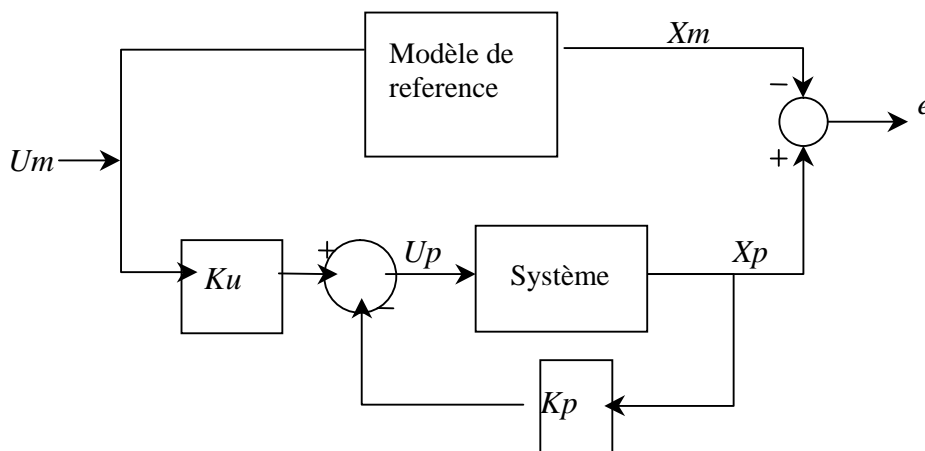 Xm
Modèle de
reference
−
e
+
Um
Ku
+
Up
−
Système
Xp
Kp